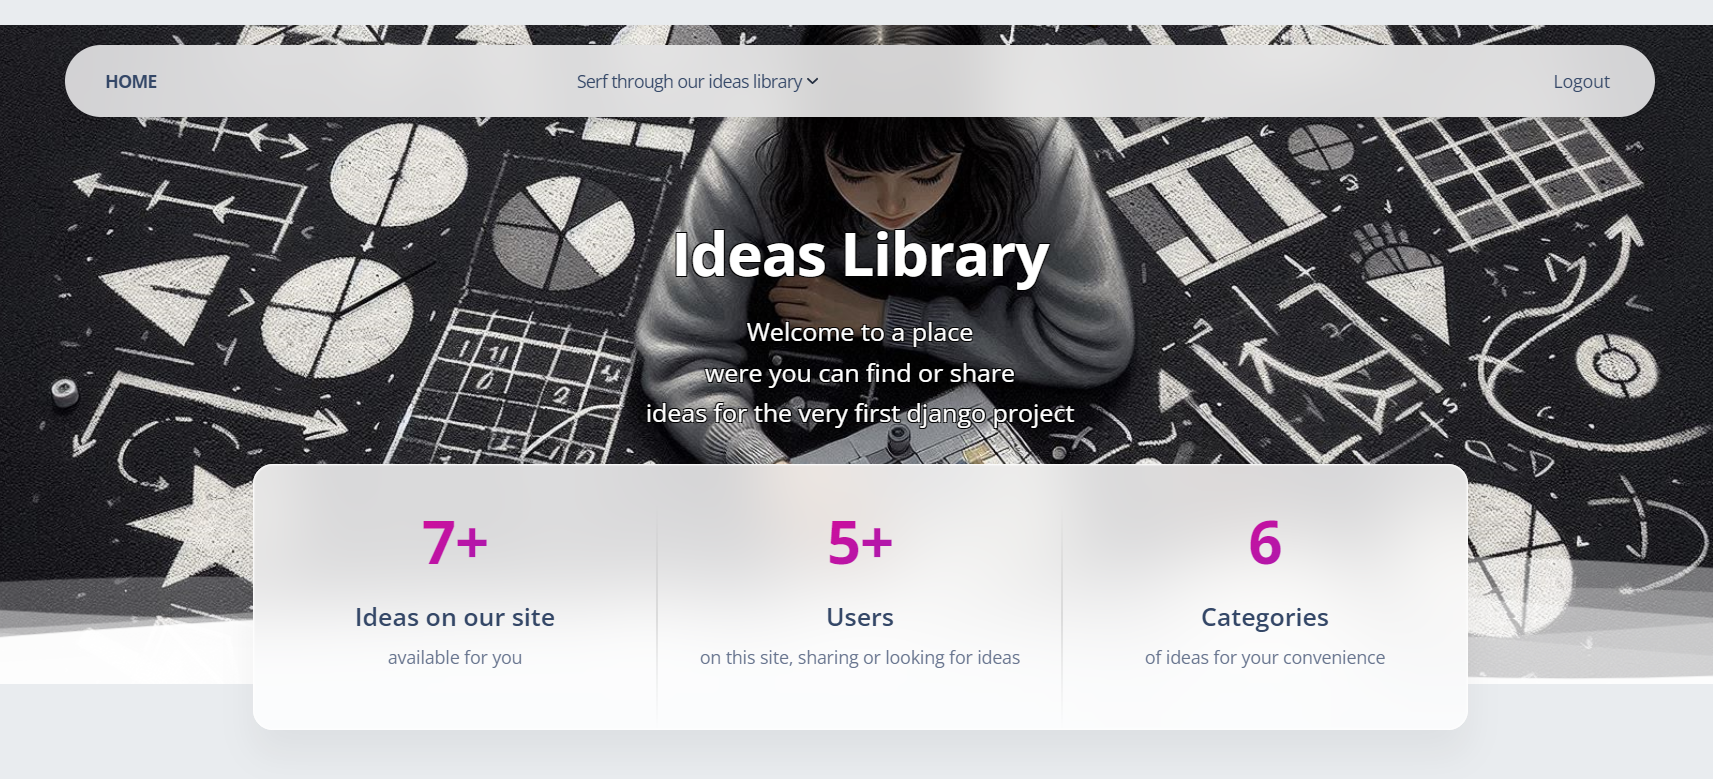 HOME
Serf through our ideas library
Logout
Ideas Library
Welcome to a place
were you can find or share
ideas for the very first django project
7+
5+
6
Ideas on our site
Users
Categories
available for you
on this site, sharing or looking for ideas
of ideas for your convenience